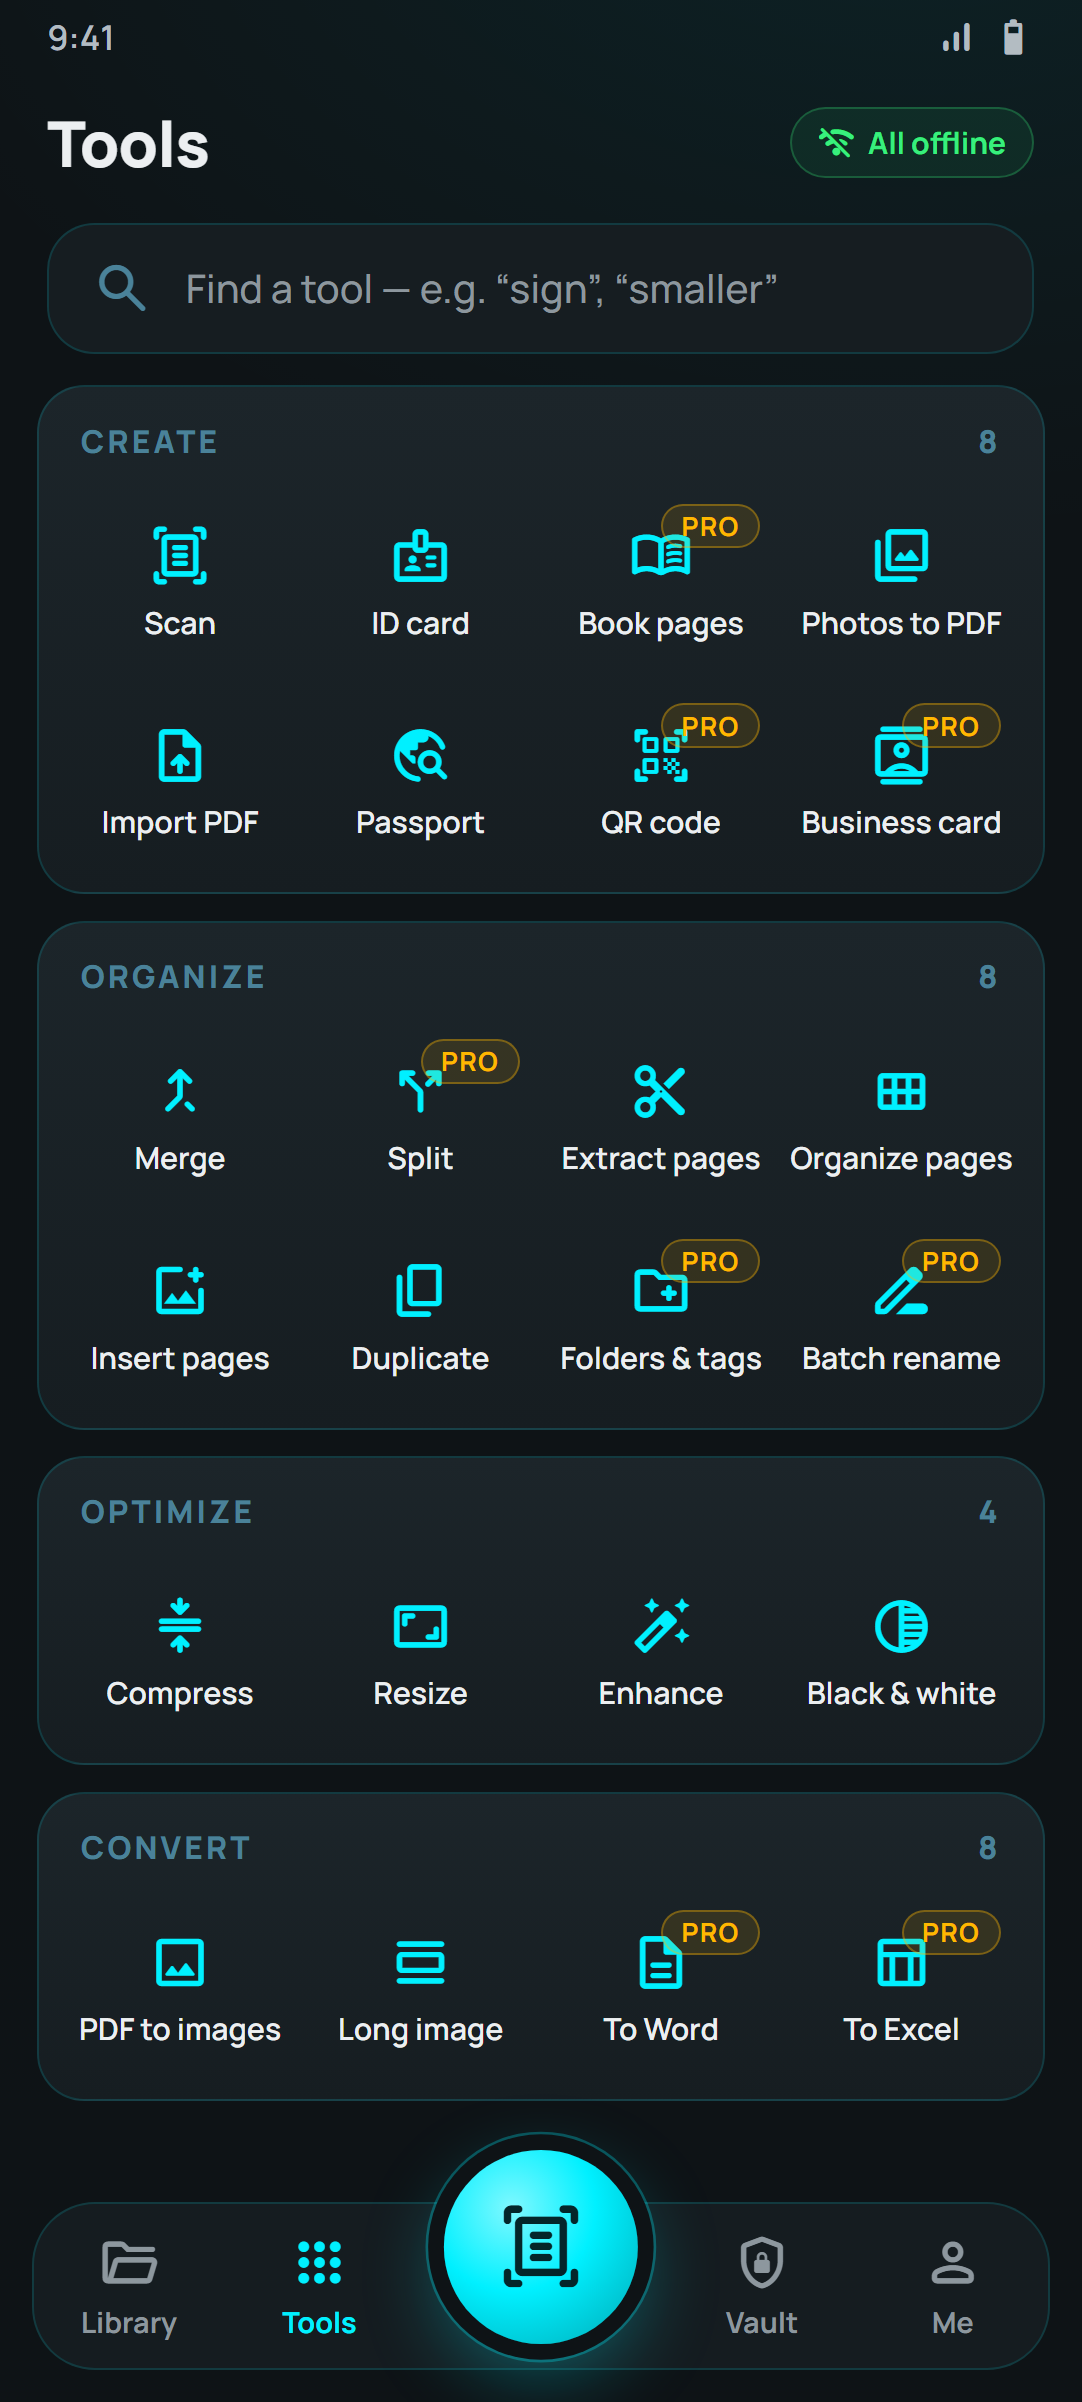 9:41
Tools
All offline
Find a tool — e.g. “sign”, “smaller”
CREATE 8
PRO
Scan ID card Book pages Photos to PDF
PRO PRO
Import PDF Passport QR code Business card
ORGANIZE 8
PRO
Merge Split Extract pages Organize pages
PRO PRO
Insert pages Duplicate Folders & tags Batch rename
OPTIMIZE 4
Compress Resize Enhance Black & white
CONVERT 8
PRO PRO
PDF to images Long image To Word To Excel
Library Tools Vault Me